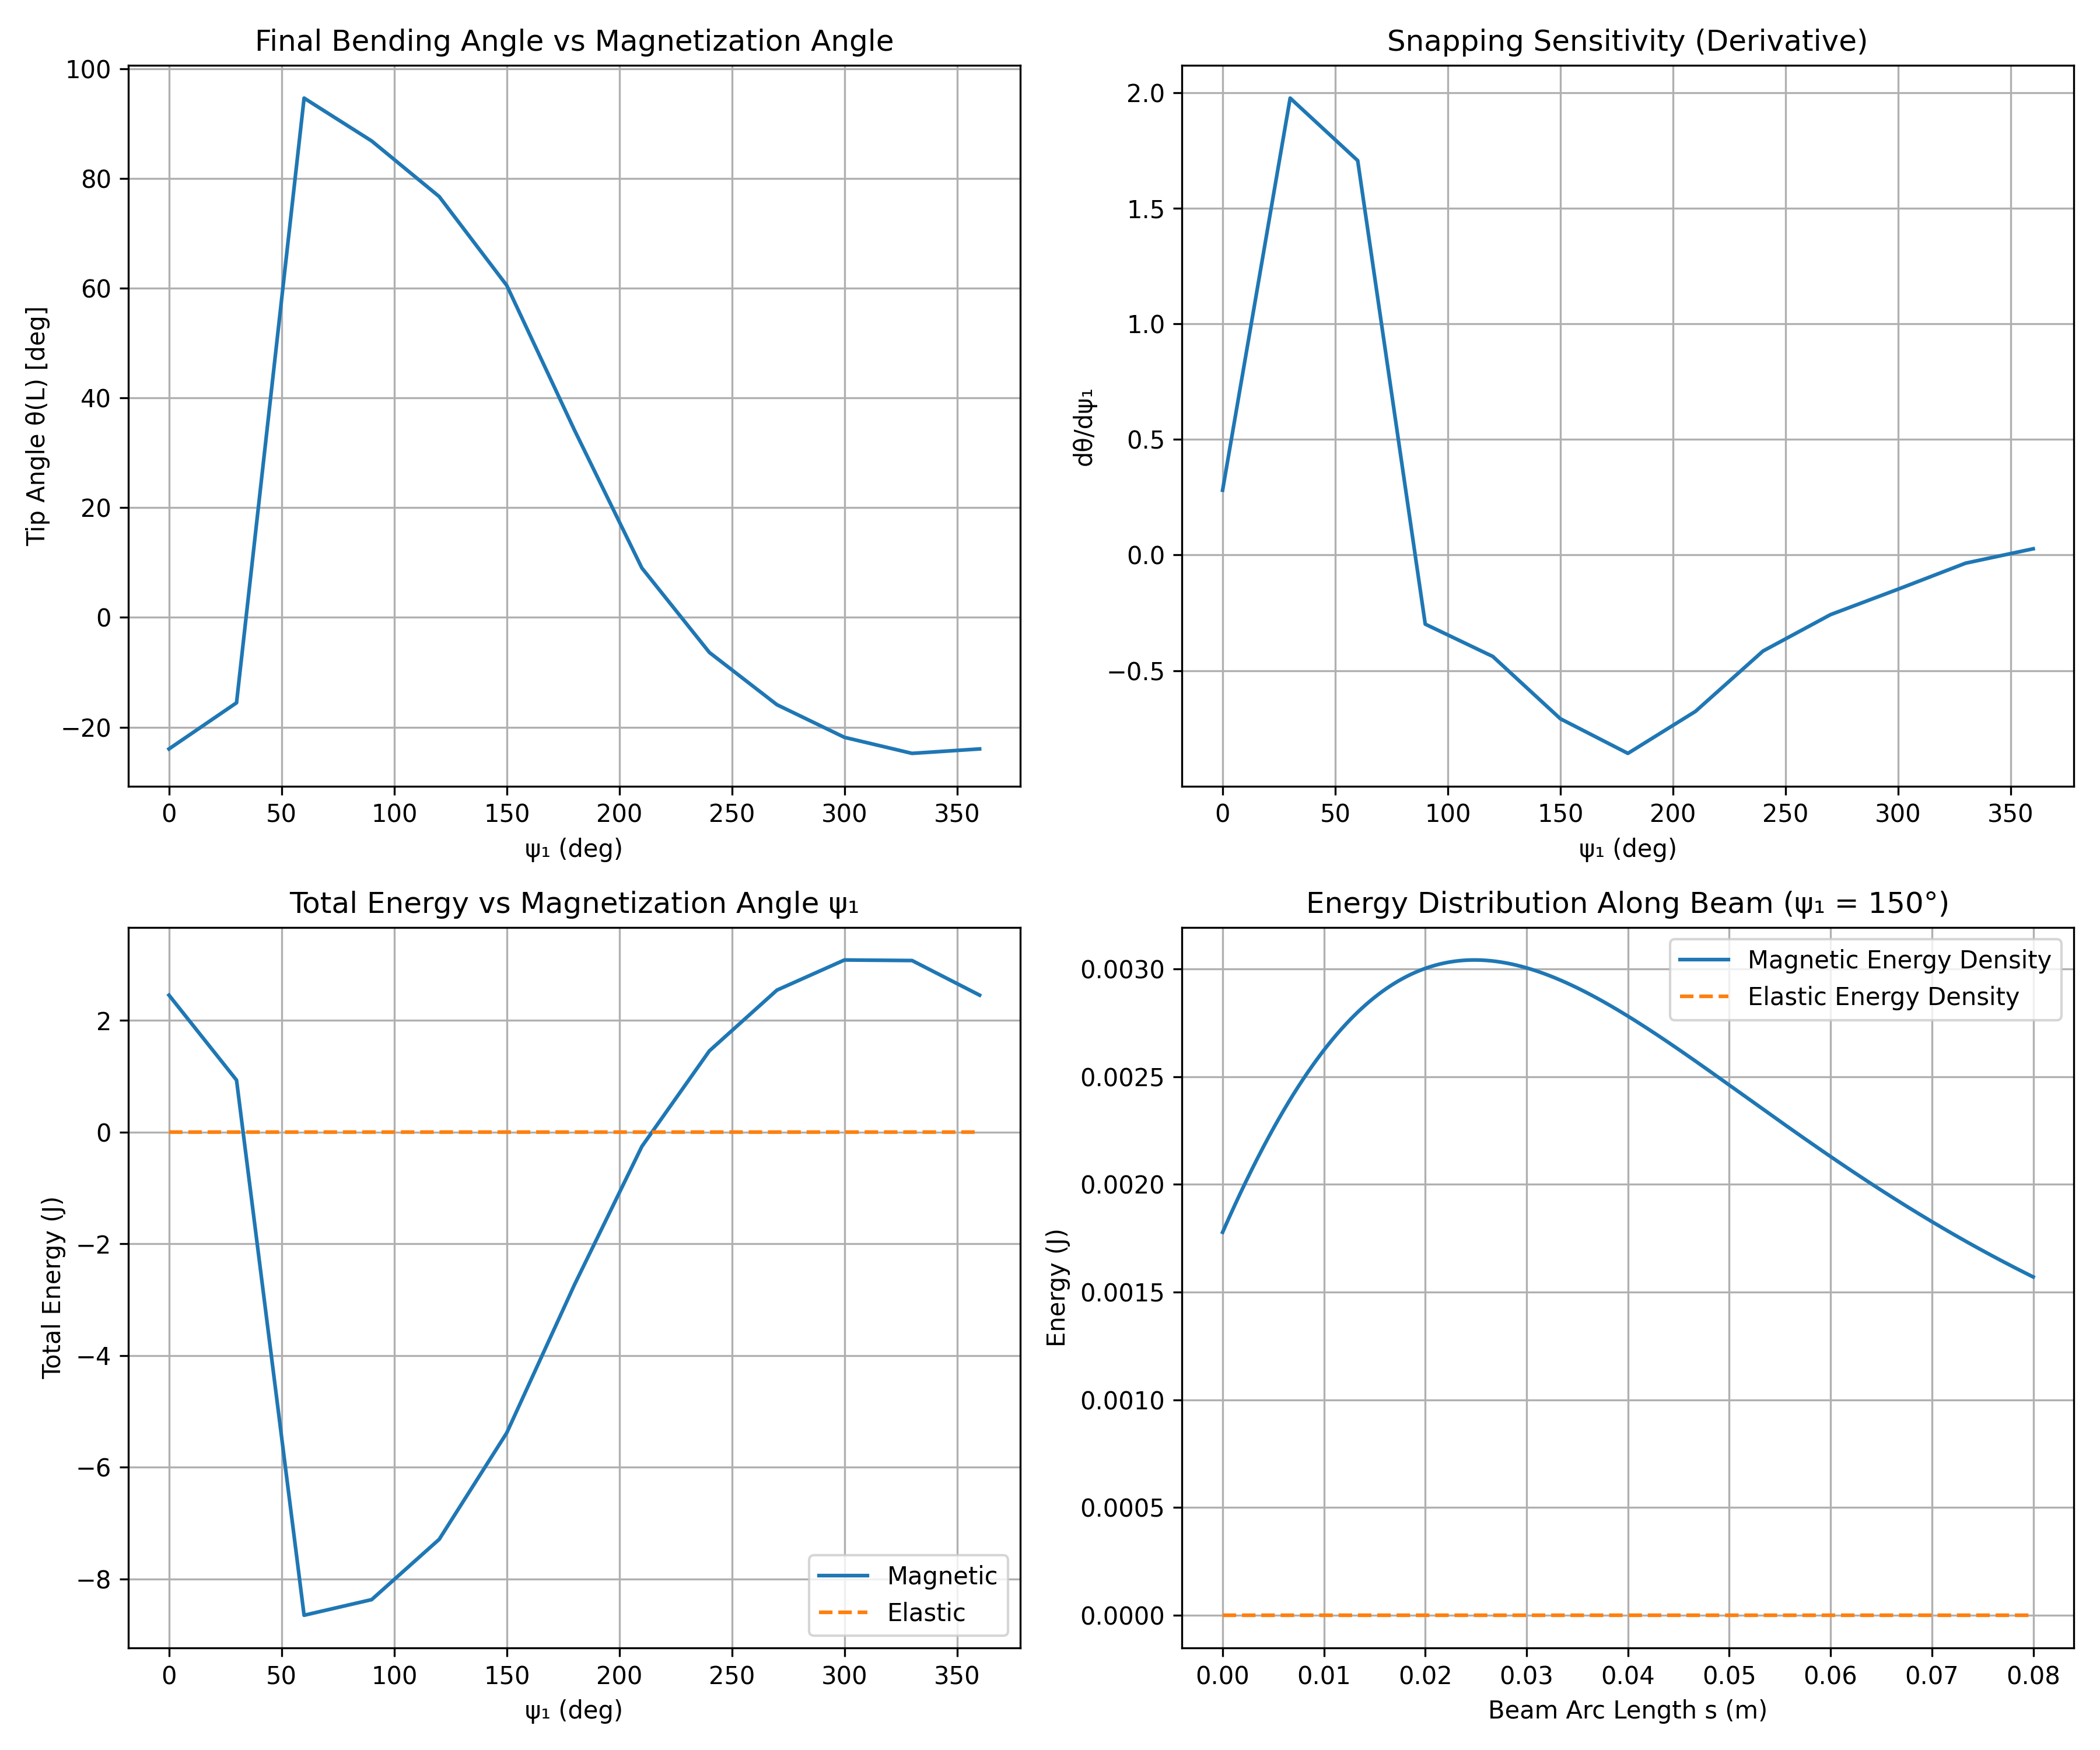 Final Bending Angle vs Magnetization Angle
100
80
60
40
20
0
−20
Tip Angle θ(L) [deg]
0 50 100 150 200 250 300 350
ψ₁ (deg)
Snapping Sensitivity (Derivative)
2.0
1.5
1.0
0.5
0.0
−0.5
dθ/dψ₁
0 50 100 150 200 250 300 350
ψ₁ (deg)
Total Energy vs Magnetization Angle ψ₁
2
0
−2
−4
−6
−8
Total Energy (J)
Magnetic
Elastic
0 50 100 150 200 250 300 350
ψ₁ (deg)
Energy Distribution Along Beam (ψ₁ = 150°)
Magnetic Energy Density
Elastic Energy Density
0.0030
0.0025
0.0020
0.0015
0.0010
0.0005
0.0000
Energy (J)
0.00 0.01 0.02 0.03 0.04 0.05 0.06 0.07 0.08
Beam Arc Length s (m)